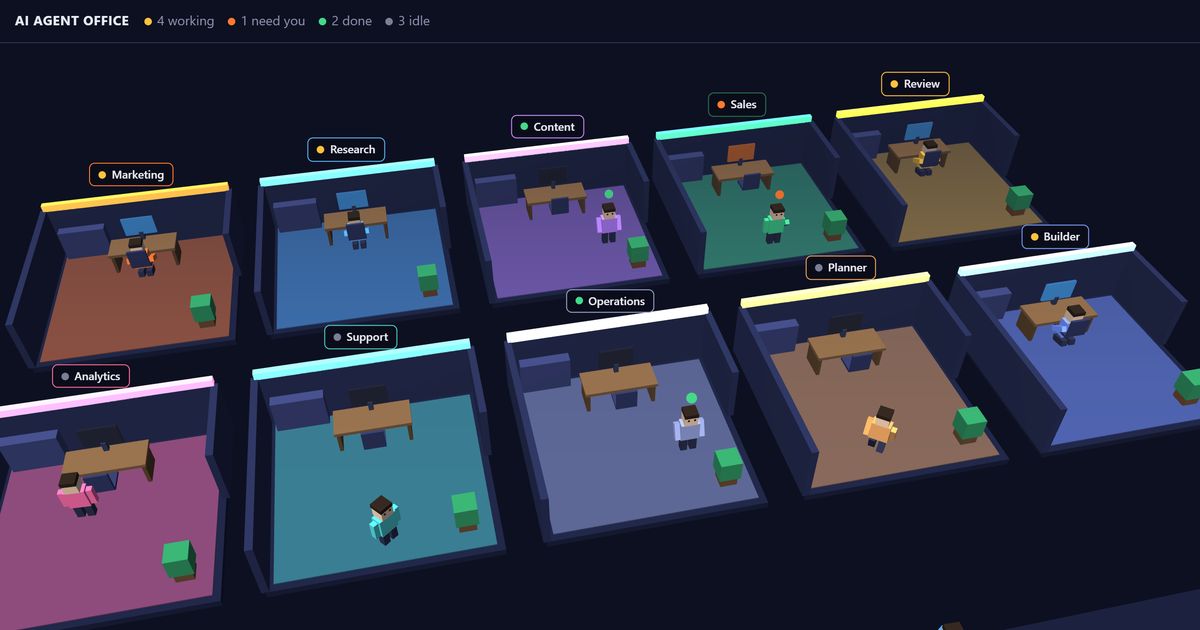 AI AGENT OFFICE 4 working 1 need you 2 done 3 idle
Review
Sales
Content
Research
Marketing
Builder
Planner
Operations
Support
Analytics